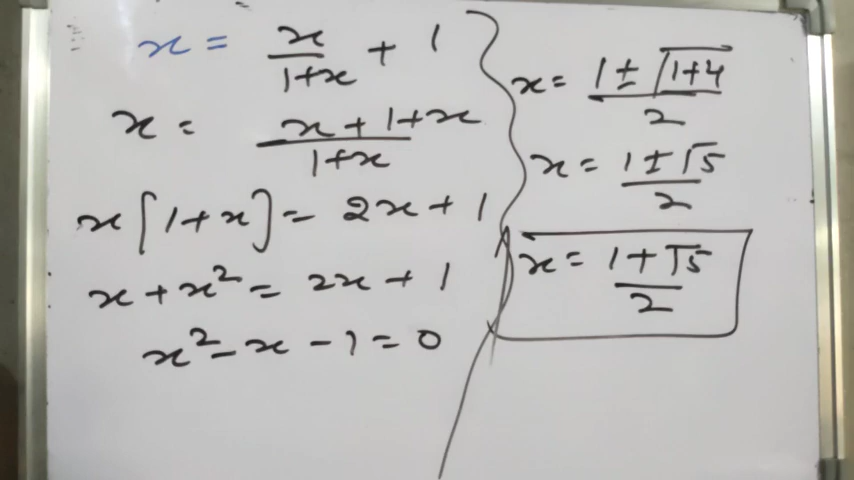 x = x/(1+x) + 1
x = (x+1+x)/(1+x)
x[1+x] = 2x+1
x+x² = 2x+1
x²-x-1=0
x= (1±√(1+4))/2
x= (1±√5)/2
x= (1+√5)/2